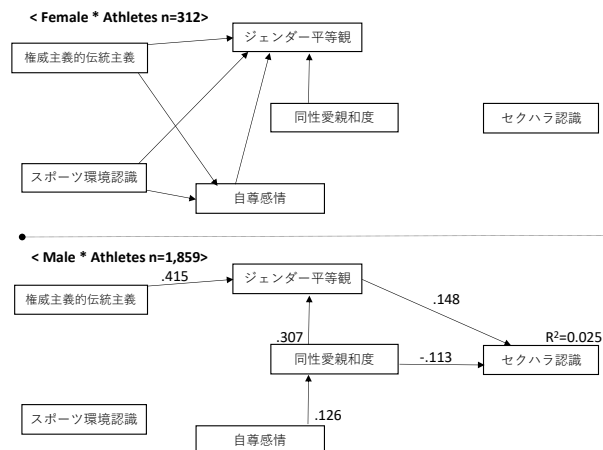 < Female * Athletes n=312>
ジェンダー平等観
権威主義的伝統主義
同性愛親和度
セクハラ認識
スポーツ環境認識
自尊感情
< Male * Athletes n=1,859>
.415
ジェンダー平等観
権威主義的伝統主義
.148
.307
R²=0.025
同性愛親和度
-.113
セクハラ認識
スポーツ環境認識
.126
自尊感情